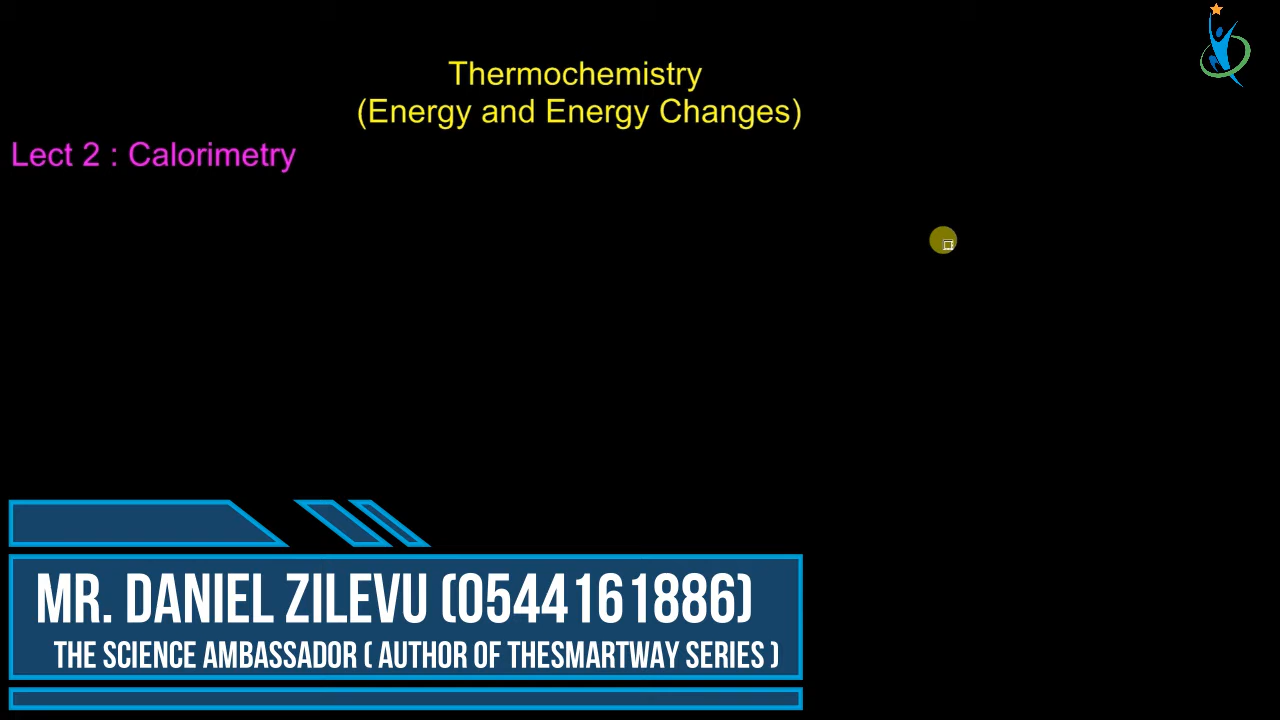 Thermochemistry
(Energy and Energy Changes)
Lect 2 : Calorimetry
MR. DANIEL ZILEVU (0544161886)
THE SCIENCE AMBASSADOR ( AUTHOR OF THESMARTWAY SERIES )